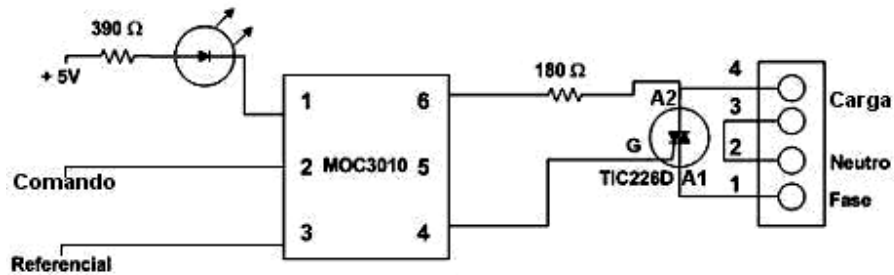 390 Ω
+ 5V
180 Ω
1
6
2
MOC3010
5
3
4
Comando
Referencial
A2
G
TIC226D
A1
4
Carga
3
2
Neutro
1
Fase